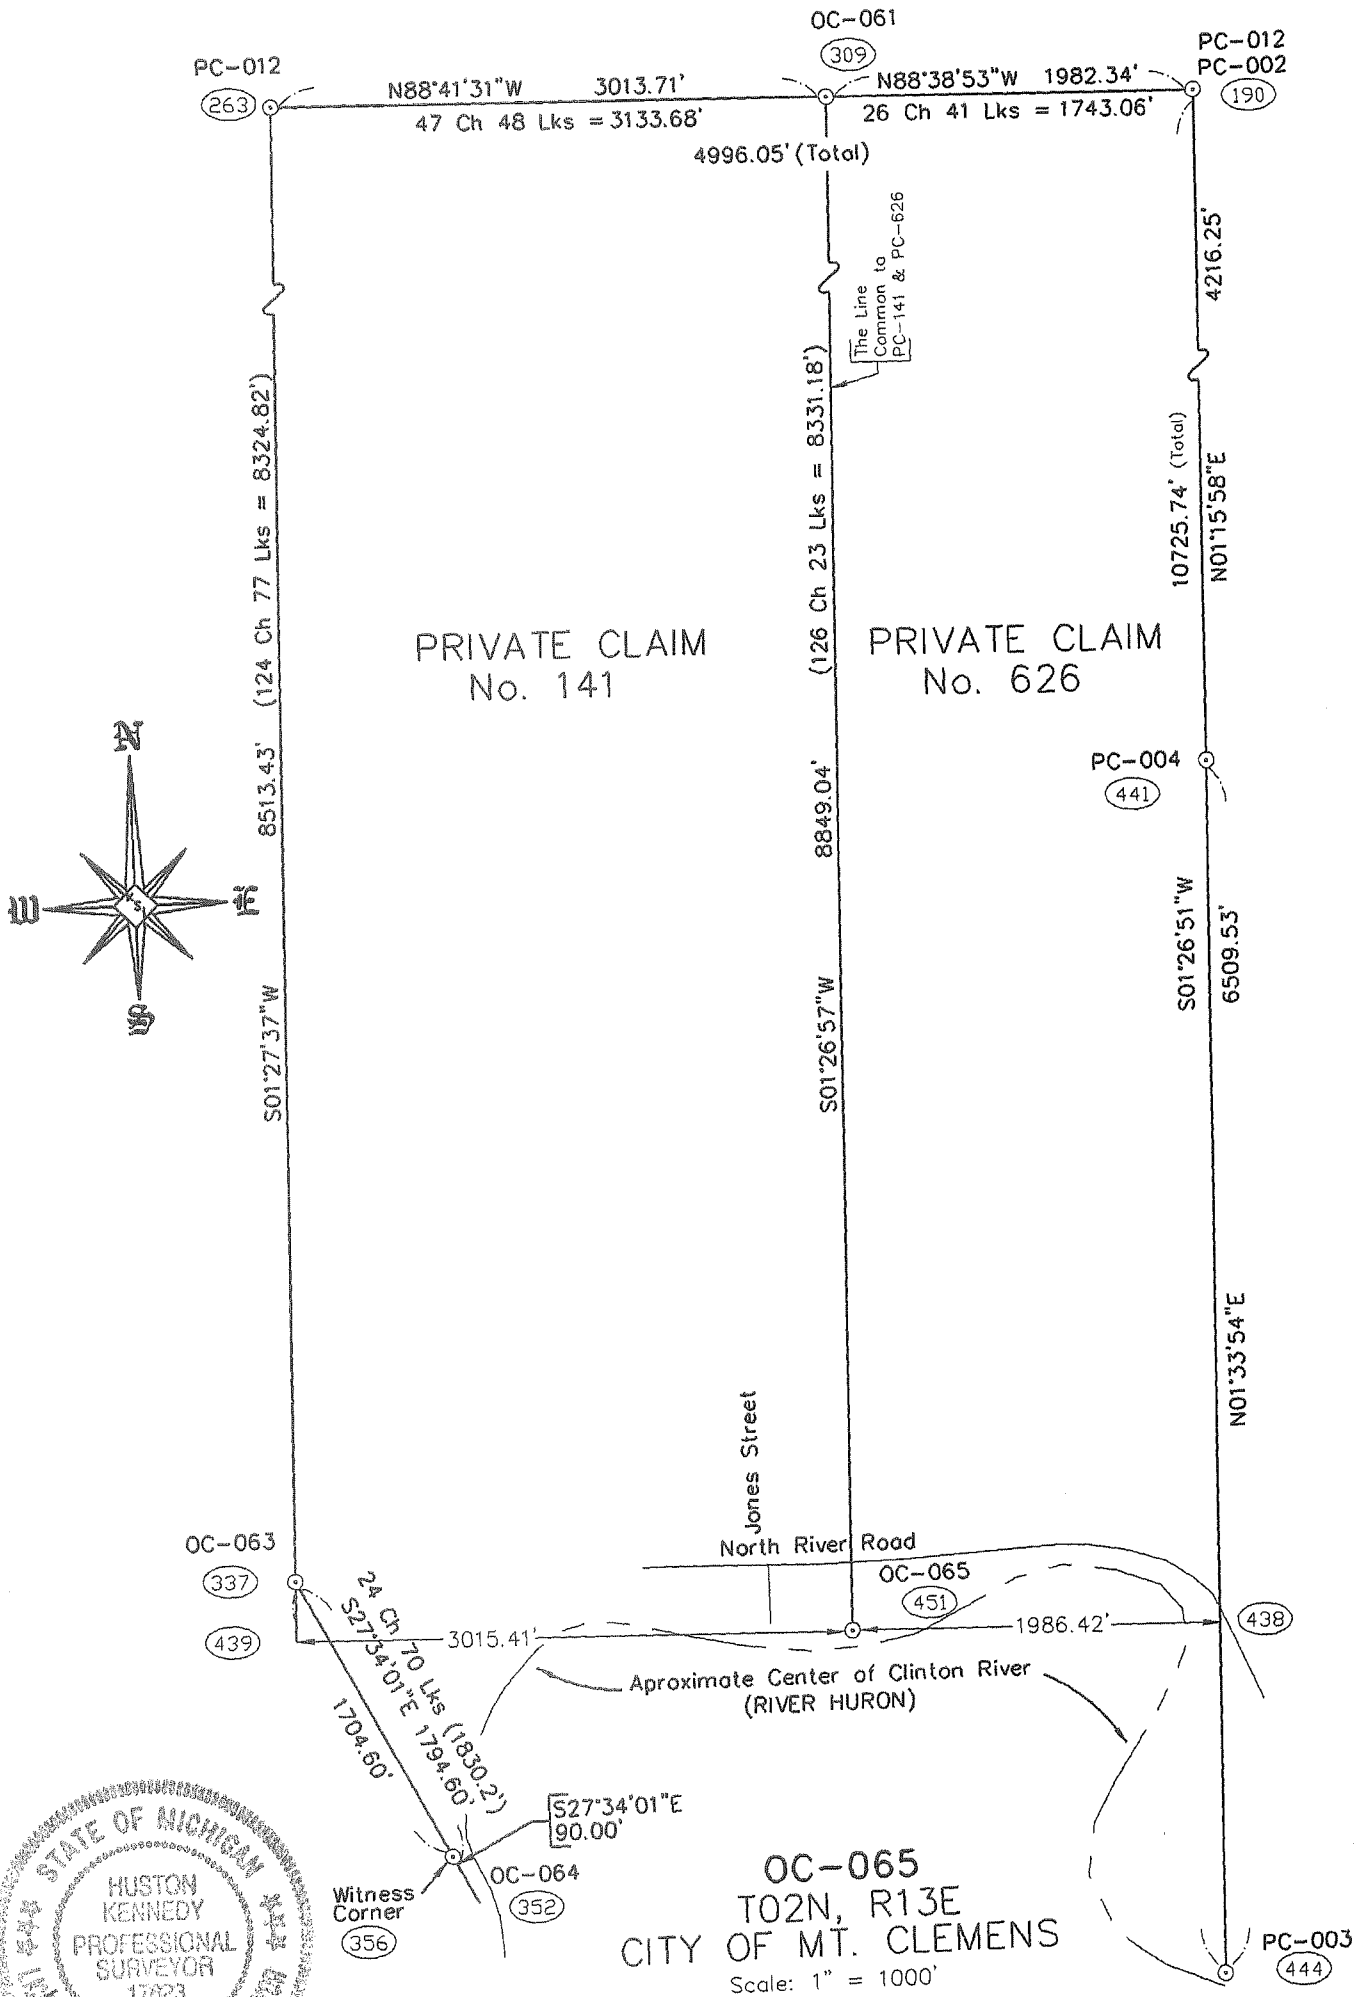 OC-061
309
PC-012
PC-002
190
PC-012
263
N88°41'31"W 3013.71'
47 Ch 48 Lks = 3133.68'
N88°38'53"W 1982.34'
26 Ch 41 Lks = 1743.06'
4996.05' (Total)
The Line
Common to
PC-141 & PC-626
4216.25'
10725.74' (Total)
N01°15'58"E
8513.43' (124 Ch 77 Lks = 8324.82')
8849.04' (126 Ch 23 Lks = 8331.18')
PRIVATE CLAIM
No. 141
PRIVATE CLAIM
No. 626
N
W
E
S
PC-004
441
S01°27'37"W
S01°26'57"W
S01°26'51"W
6509.53'
N01°33'54"E
Jones Street
North River Road
OC-063
337
439
OC-065
451
438
3015.41'
1986.42'
24 Ch 70 Lks (1830.2')
S27°34'01"E 1794.60'
1704.60'
Aproximate Center of Clinton River
(RIVER HURON)
S27°34'01"E
90.00'
OC-064
352
Witness
Corner
356
OC-065
T02N, R13E
CITY OF MT. CLEMENS
Scale: 1" = 1000'
PC-003
444
STATE OF MICHIGAN
HUSTON
KENNEDY
PROFESSIONAL
SURVEYOR